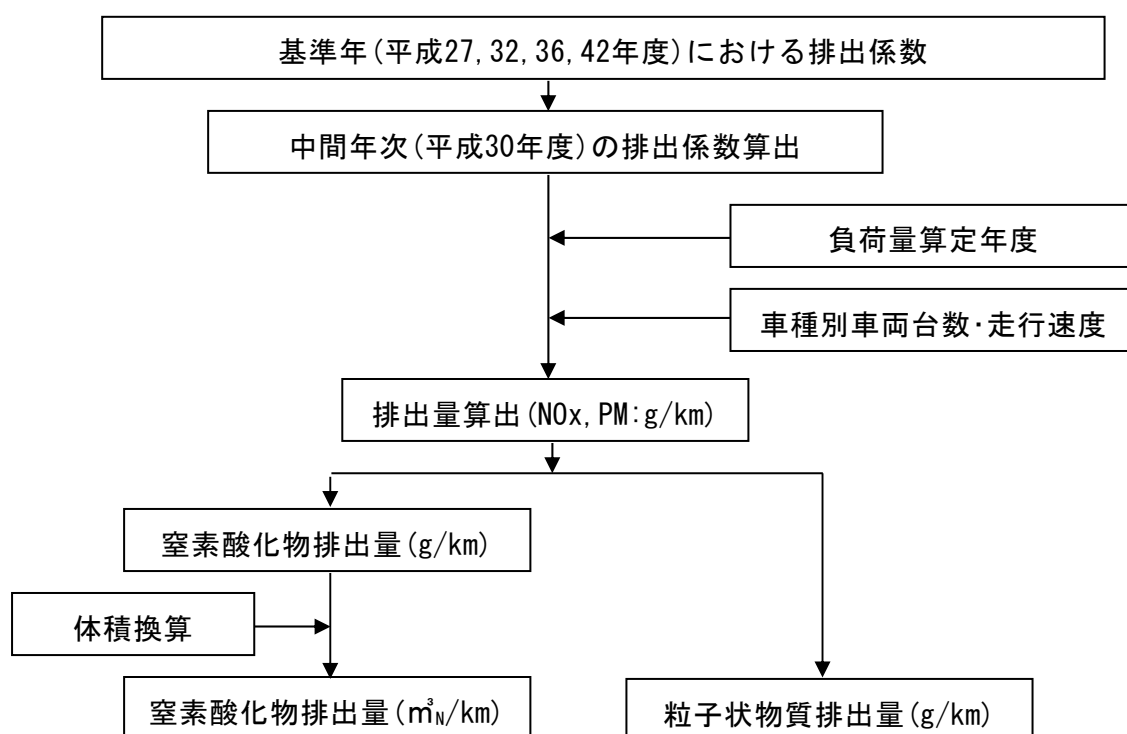 基準年(平成27,32,36,42年度)における排出係数
中間年次(平成30年度)の排出係数算出
負荷量算定年度
車種別車両台数・走行速度
排出量算出(NOx,PM:g/km)
窒素酸化物排出量(g/km)
体積換算
窒素酸化物排出量(m³N/km)
粒子状物質排出量(g/km)